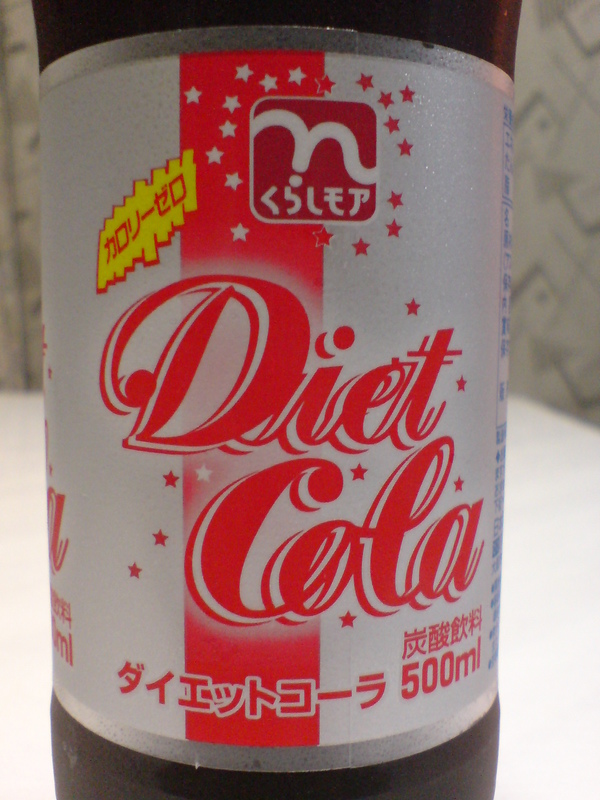 くらしモア
カロリーゼロ
Diet
Cola
炭酸飲料
ダイエットコーラ 500ml